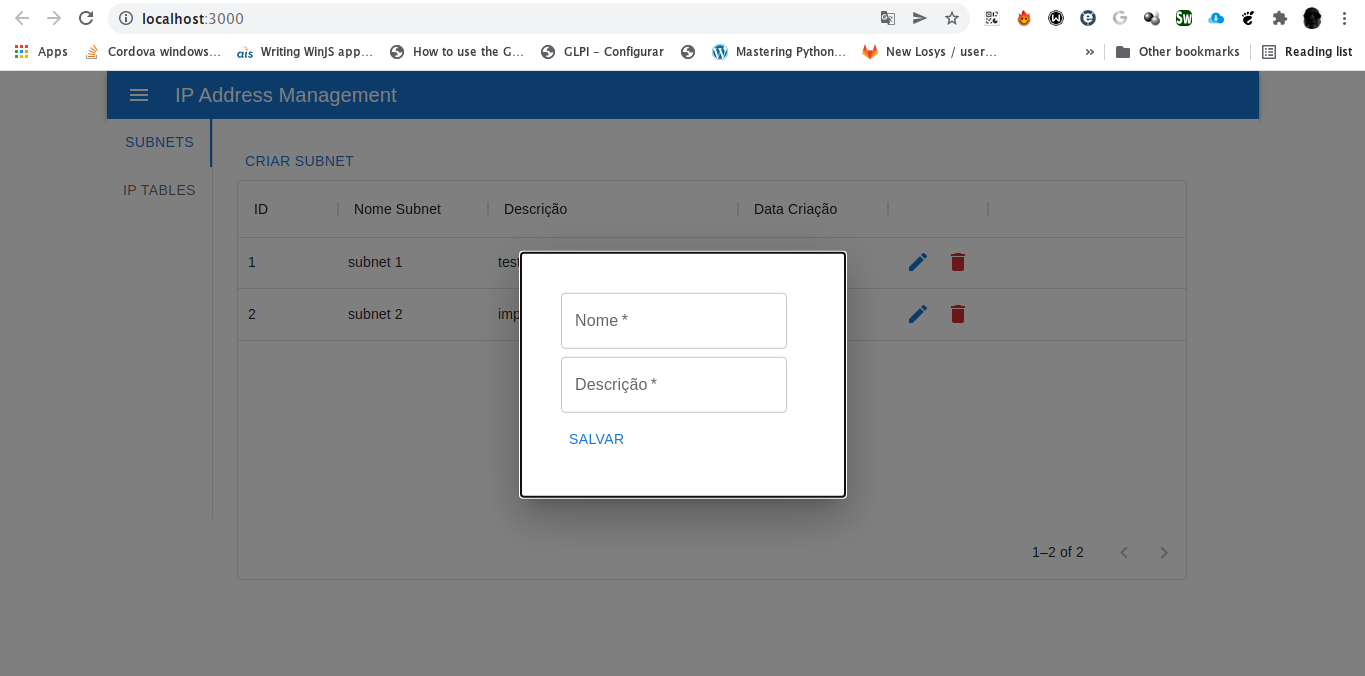 localhost:3000
Apps Cordova windows... Writing WinJS app... How to use the G... GLPI – Configurar Mastering Python... New Losys / user... » Other bookmarks Reading list
IP Address Management
SUBNETS
CRIAR SUBNET
IP TABLES
ID Nome Subnet Descrição Data Criação
1 subnet 1
2 subnet 2
Nome *
Descrição *
SALVAR
1–2 of 2